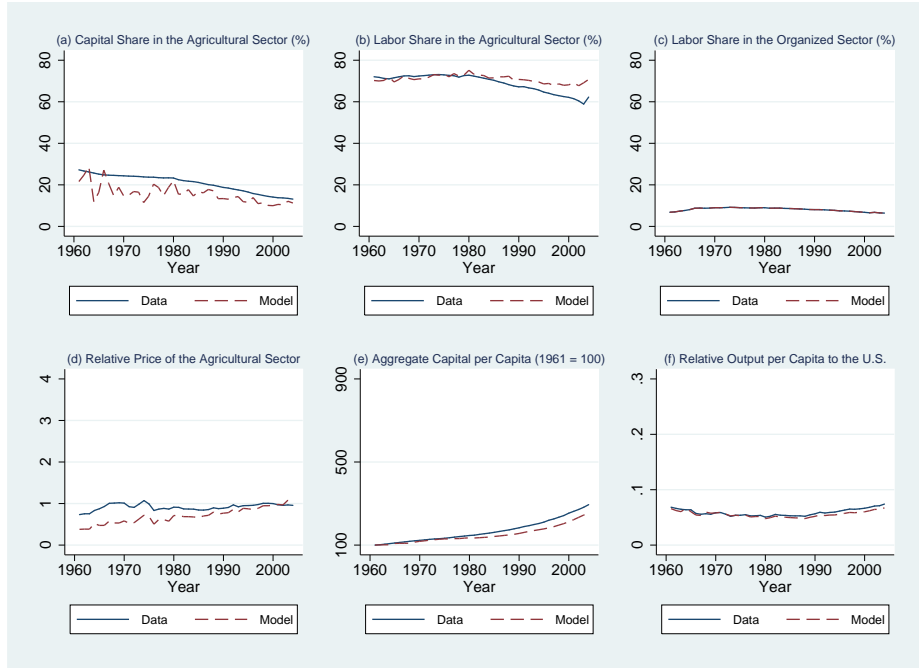 (a) Capital Share in the Agricultural Sector (%)
80
60
40
20
0
1960 1970 1980 1990 2000
Year
Data Model
(b) Labor Share in the Agricultural Sector (%)
80
60
40
20
0
1960 1970 1980 1990 2000
Year
Data Model
(c) Labor Share in the Organized Sector (%)
80
60
40
20
0
1960 1970 1980 1990 2000
Year
Data Model
(d) Relative Price of the Agricultural Sector
4
3
2
1
0
1960 1970 1980 1990 2000
Year
Data Model
(e) Aggregate Capital per Capita (1961 = 100)
900
500
100
1960 1970 1980 1990 2000
Year
Data Model
(f) Relative Output per Capita to the U.S.
.3
.2
.1
0
1960 1970 1980 1990 2000
Year
Data Model